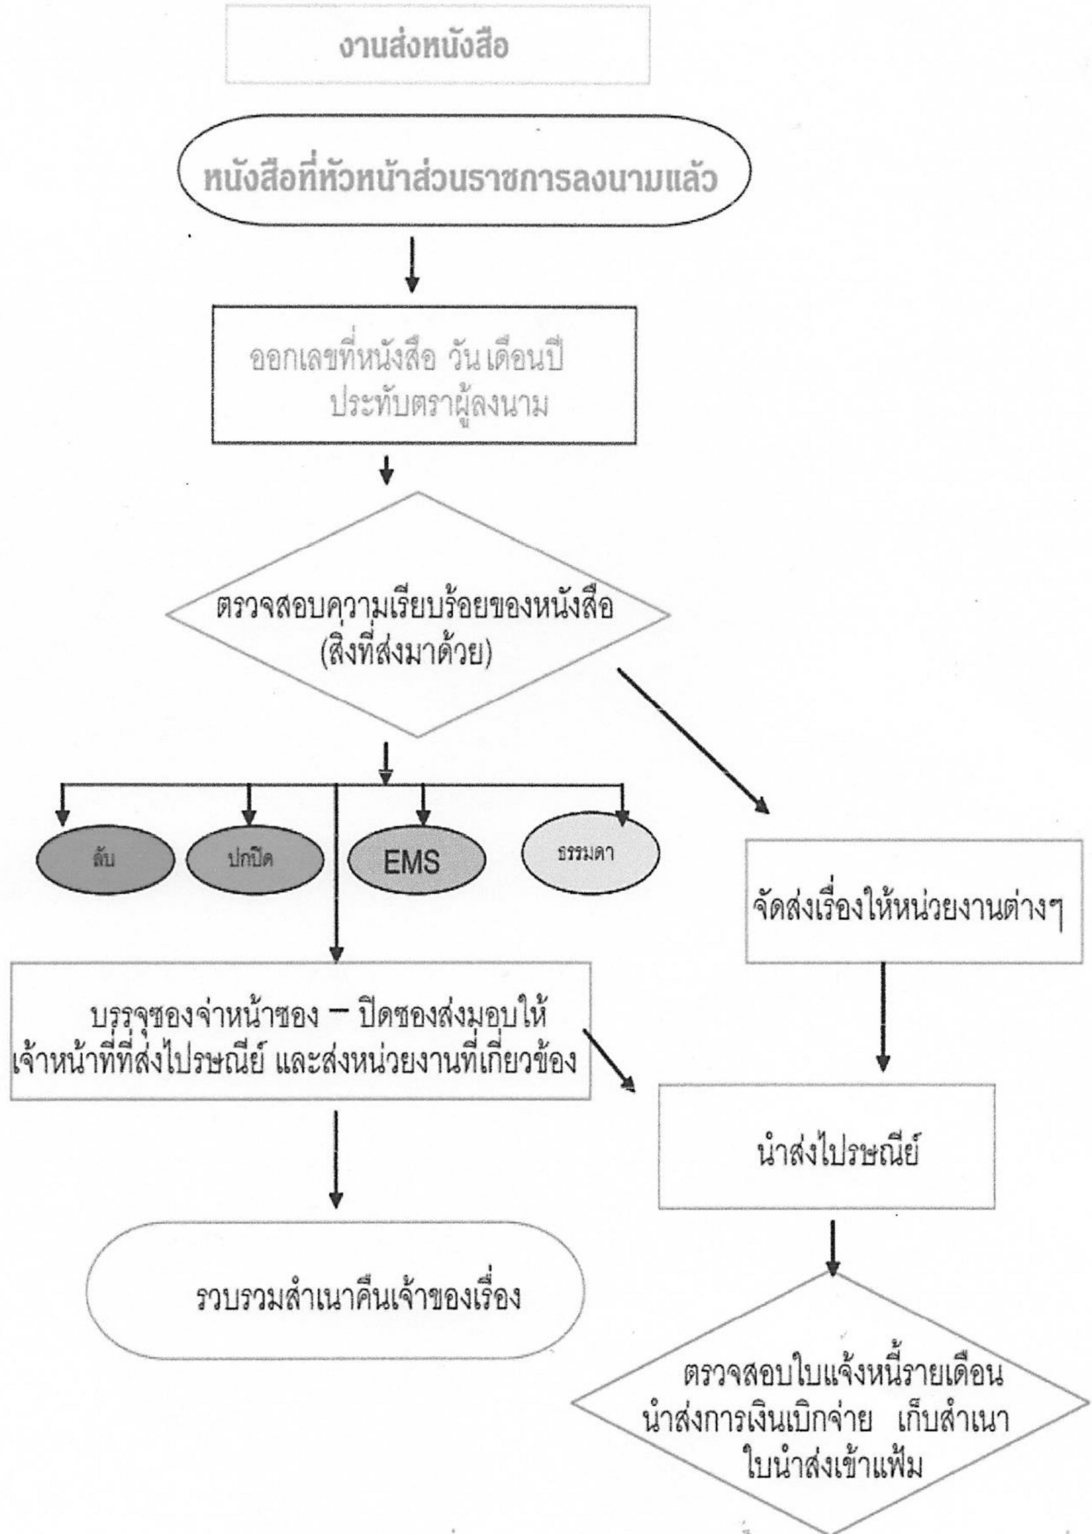 งานส่งหนังสือ
หนังสือที่หัวหน้าส่วนราชการลงนามแล้ว
ออกเลขที่หนังสือ วัน เดือนปี
ประทับตราผู้ลงนาม
ตรวจสอบความเรียบร้อยของหนังสือ
(สิ่งที่ส่งมาด้วย)
ลับ
ปกปิด
EMS
ธรรมดา
จัดส่งเรื่องให้หน่วยงานต่างๆ
บรรจุซองจ่าหน้าซอง – ปิดซองส่งมอบให้
เจ้าหน้าที่ที่ส่งไปรษณีย์ และส่งหน่วยงานที่เกี่ยวข้อง
นำส่งไปรษณีย์
รวบรวมสำเนาคืนเจ้าของเรื่อง
ตรวจสอบใบแจ้งหนี้รายเดือน
นำส่งการเงินเบิกจ่าย เก็บสำเนา
ใบนำส่งเข้าแฟ้ม